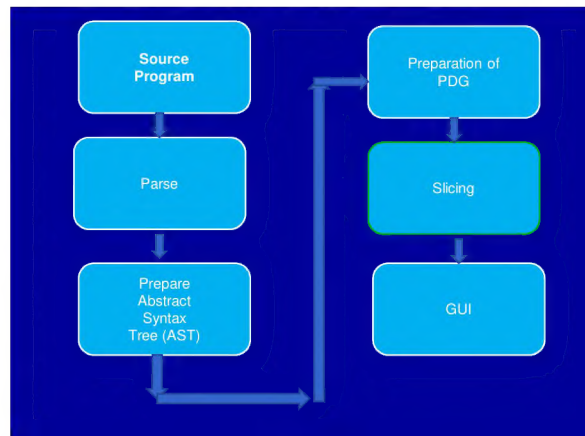 Source
Program
Parse
Prepare
Abstract
Syntax
Tree (AST)
Preparation of
PDG
Slicing
GUI